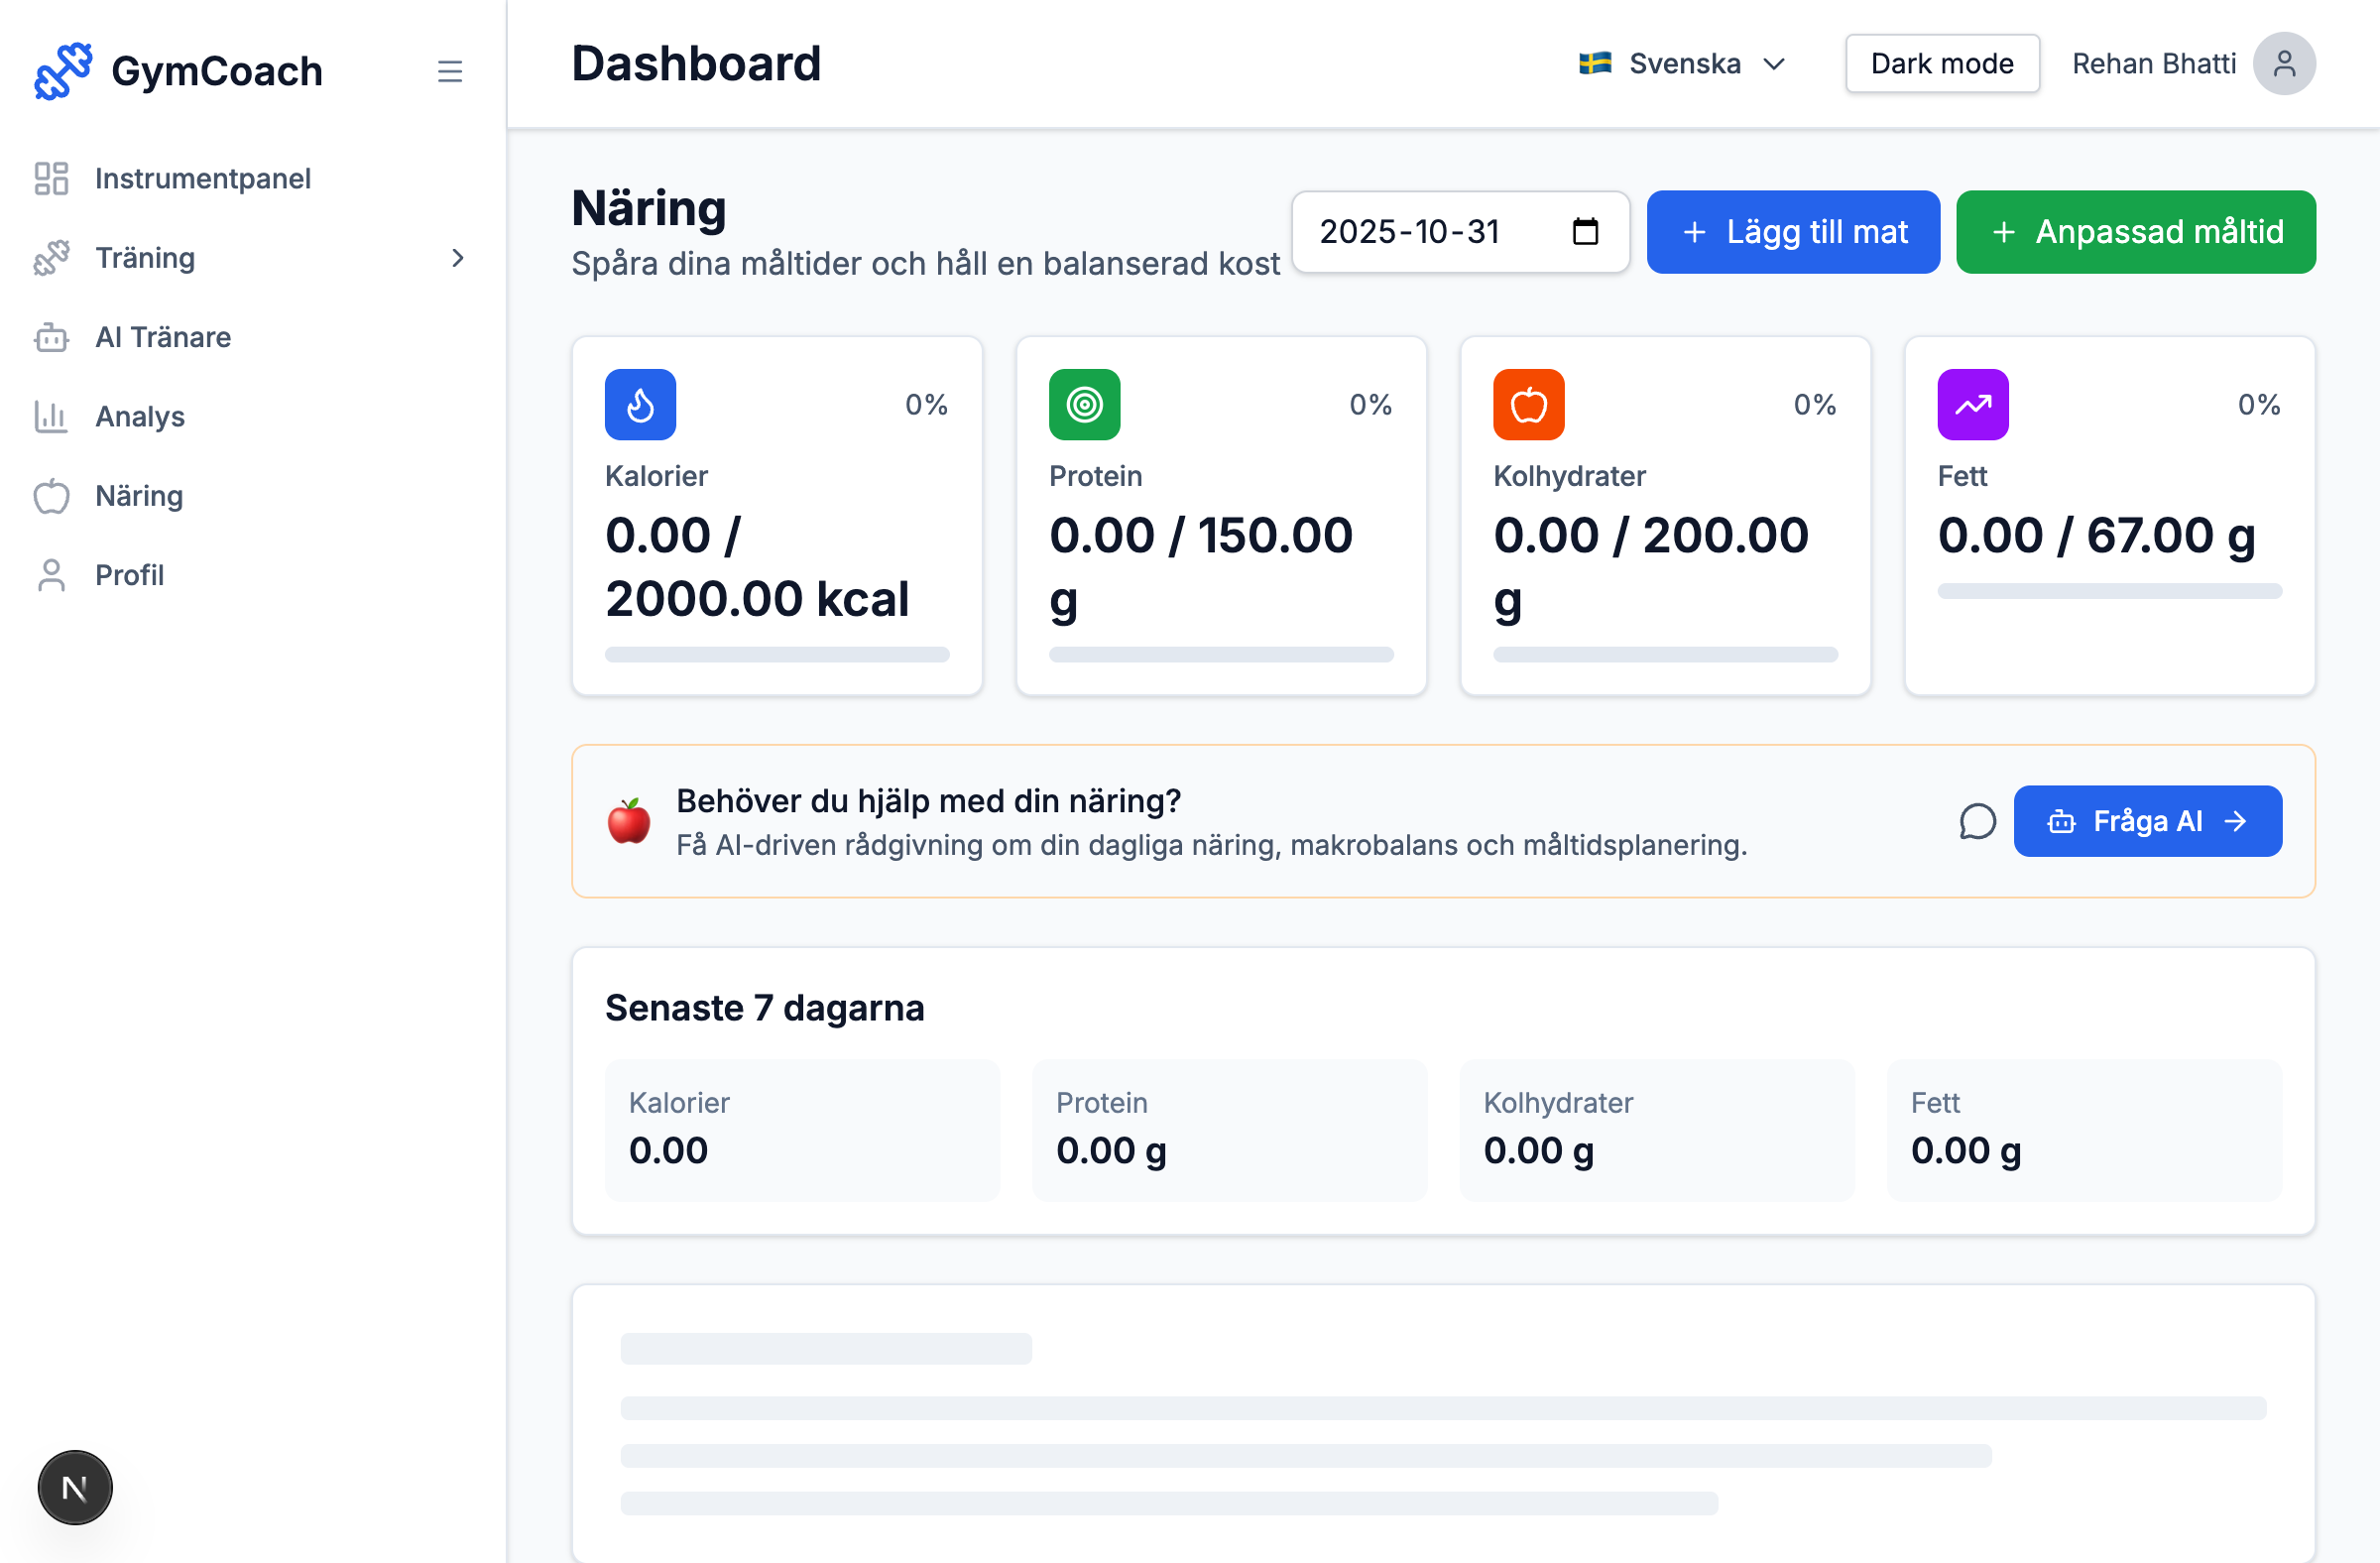 GymCoach
Instrumentpanel
Träning
AI Tränare
Analys
Näring
Profil
N
Dashboard
Svenska
Dark mode
Rehan Bhatti
Näring
Spåra dina måltider och håll en balanserad kost
2025-10-31
+ Lägg till mat
+ Anpassad måltid
0%
Kalorier
0.00 /
2000.00 kcal
0%
Protein
0.00 / 150.00
g
0%
Kolhydrater
0.00 / 200.00
g
0%
Fett
0.00 / 67.00 g
Behöver du hjälp med din näring?
Få AI-driven rådgivning om din dagliga näring, makrobalans och måltidsplanering.
Fråga AI
Senaste 7 dagarna
Kalorier
0.00
Protein
0.00 g
Kolhydrater
0.00 g
Fett
0.00 g